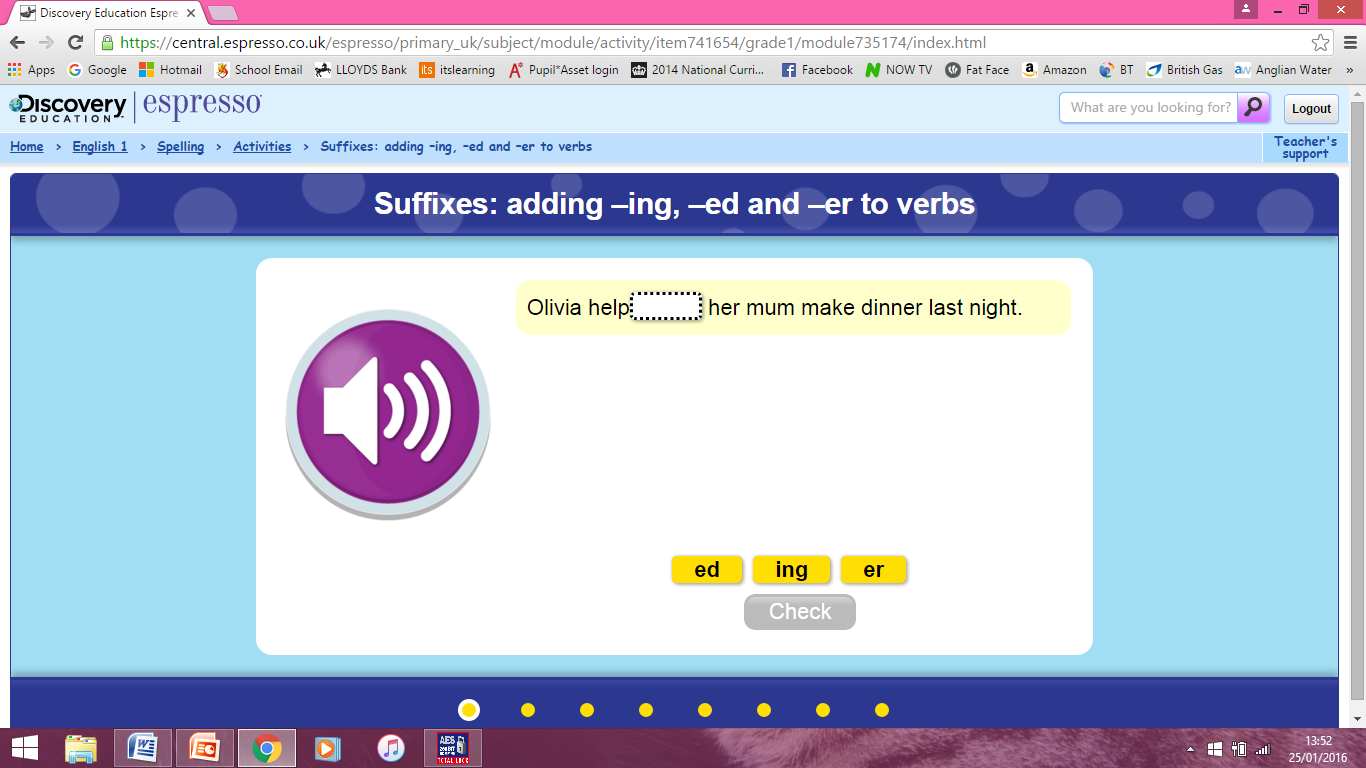 Discovery Education Espre
https://central.espresso.co.uk/espresso/primary_uk/subject/module/activity/item741654/grade1/module735174/index.html
Apps Google Hotmail School Email LLOYDS Bank its itslearning A* Pupil*Asset login 2014 National Curri... Facebook NOW TV Fat Face a Amazon BT British Gas aw Anglian Water »
Discovery EDUCATION espresso What are you looking for? Logout
Home > English 1 > Spelling > Activities > Suffixes: adding –ing, –ed and –er to verbs Teacher's support
Suffixes: adding –ing, –ed and –er to verbs
Olivia help her mum make dinner last night.
ed ing er
Check
13:52
25/01/2016